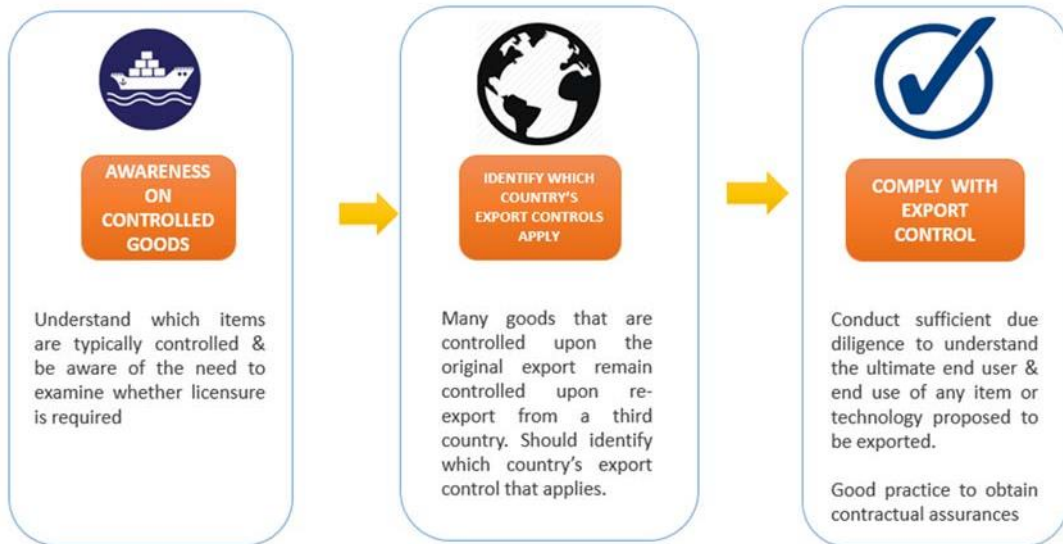 AWARENESS
ON
CONTROLLED
GOODS
Understand which items
are typically controlled &
be aware of the need to
examine whether licensure
is required
IDENTIFY WHICH
COUNTRY'S
EXPORT CONTROLS
APPLY
Many goods that are
controlled upon the
original export remain
controlled upon re-
export from a third
country. Should identify
which country's export
control that applies.
COMPLY WITH
EXPORT
CONTROL
Conduct sufficient due
diligence to understand
the ultimate end user &
end use of any item or
technology proposed to
be exported.
Good practice to obtain
contractual assurances